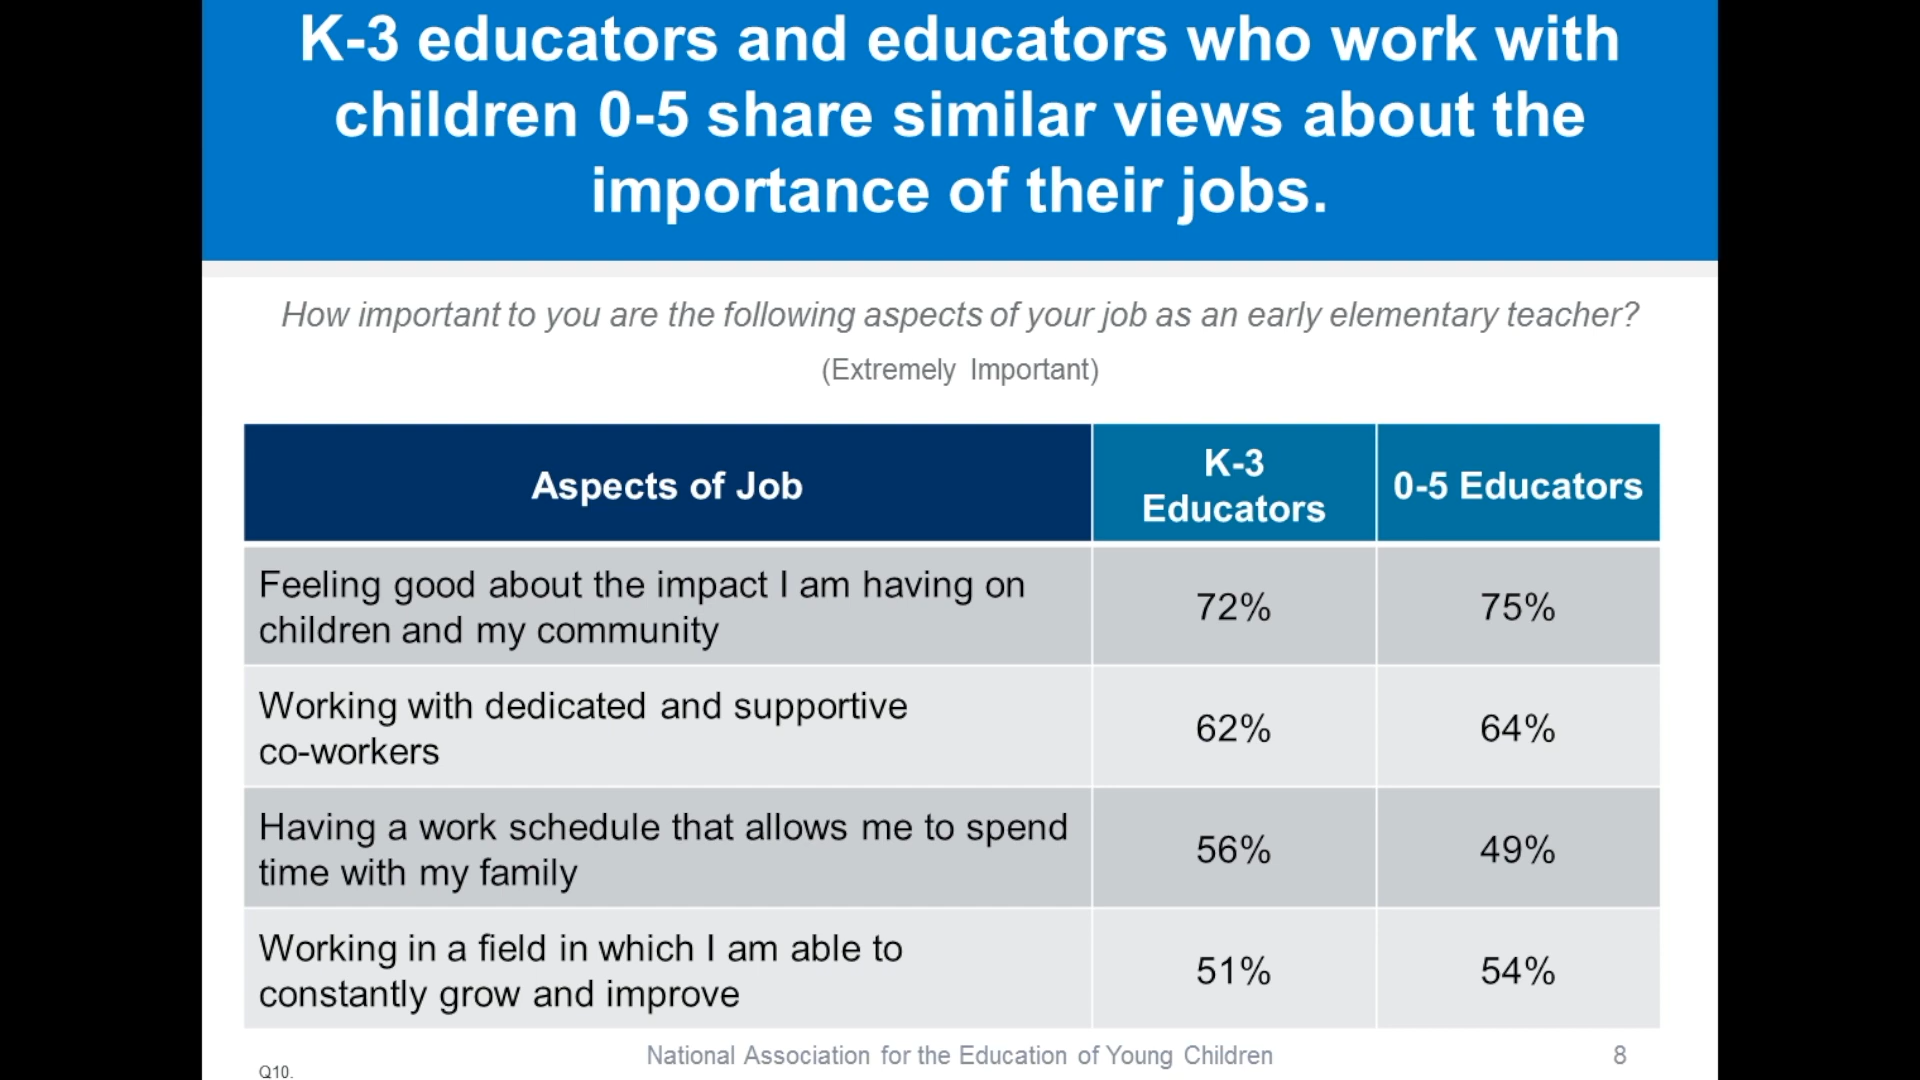 K-3 educators and educators who work with
children 0-5 share similar views about the
importance of their jobs.
How important to you are the following aspects of your job as an early elementary teacher?
(Extremely Important)
Aspects of Job
K-3
Educators
0-5 Educators
Feeling good about the impact I am having on
children and my community
72%
75%
Working with dedicated and supportive
co-workers
62%
64%
Having a work schedule that allows me to spend
time with my family
56%
49%
Working in a field in which I am able to
constantly grow and improve
51%
54%
National Association for the Education of Young Children
8
Q10.